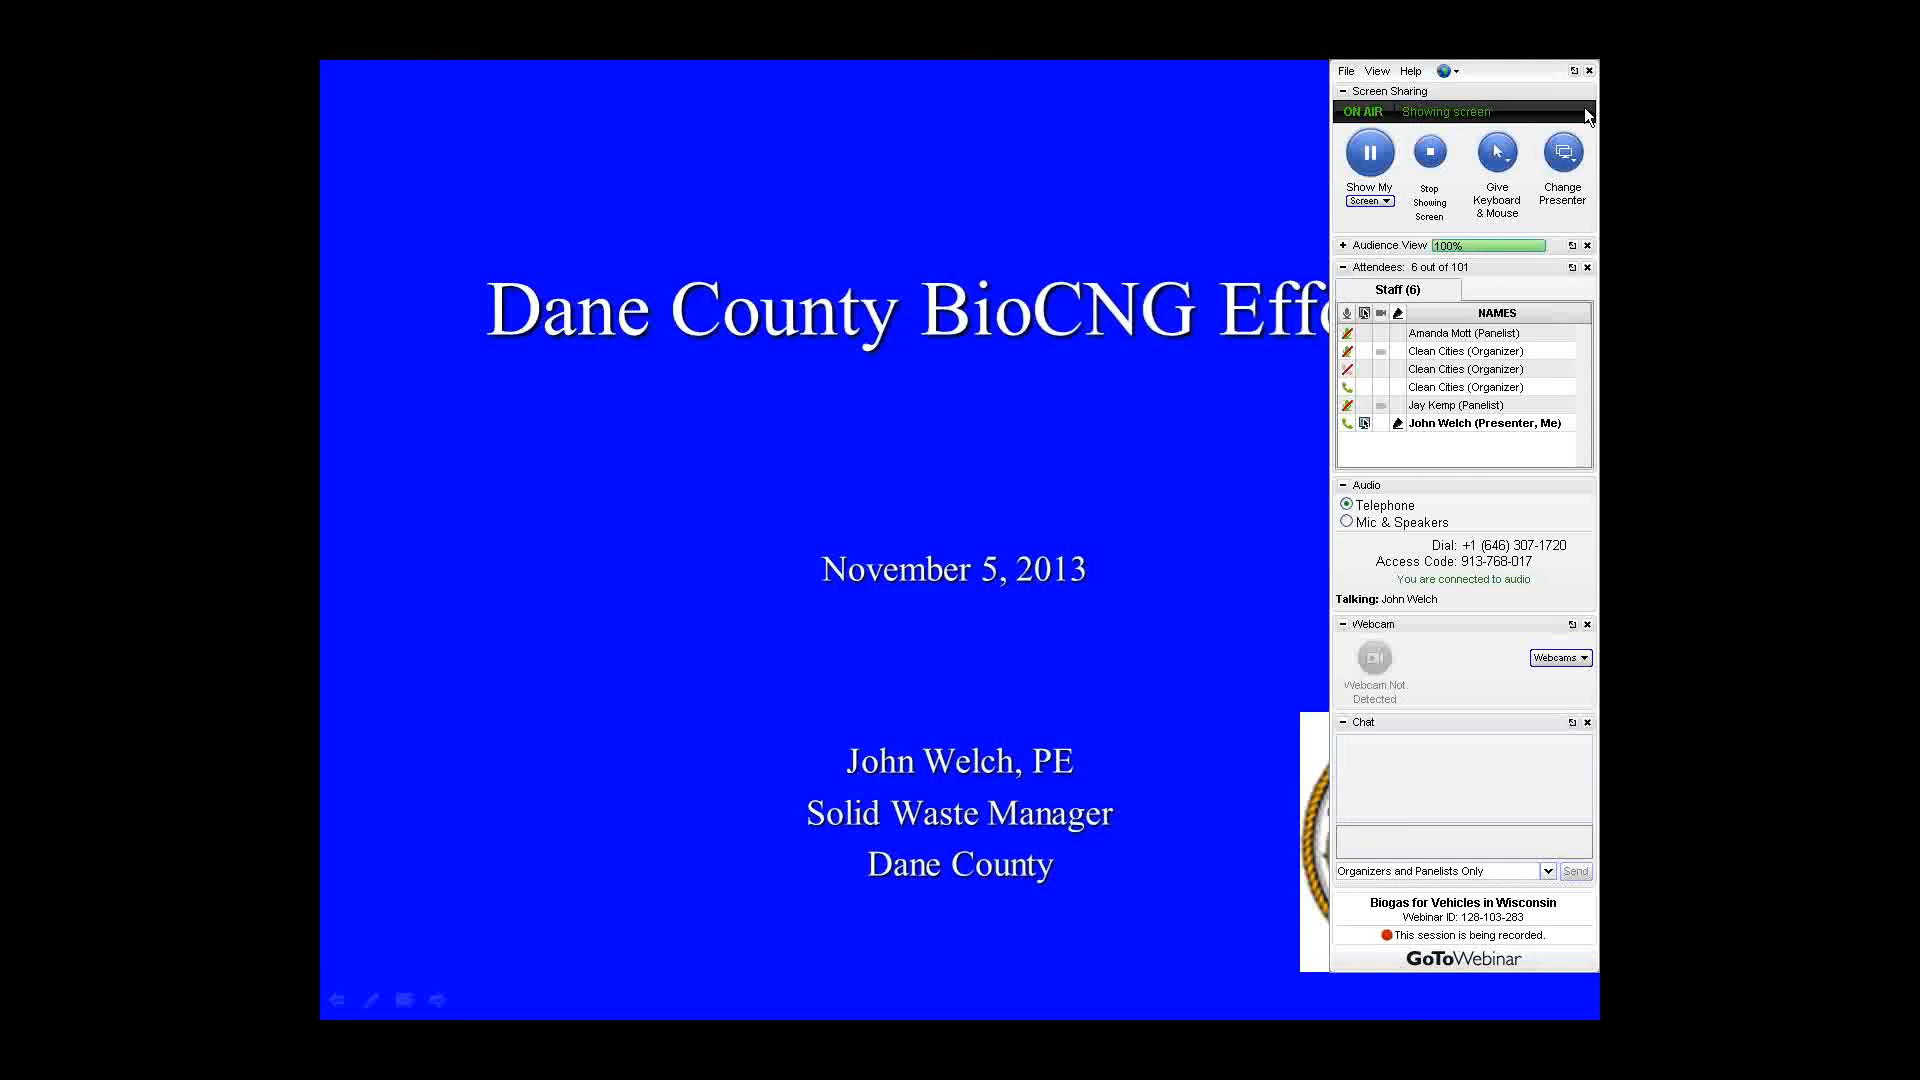 Dane County BioCNG Eff
November 5, 2013
John Welch, PE
Solid Waste Manager
Dane County
File View Help
Screen Sharing
ON AIR Showing screen
Show My
Screen
Stop
Showing
Screen
Give
Keyboard
& Mouse
Change
Presenter
Audience View 100%
Attendees: 6 out of 101
Staff (6)
NAMES
Amanda Mott (Panelist)
Clean Cities (Organizer)
Clean Cities (Organizer)
Clean Cities (Organizer)
Jay Kemp (Panelist)
John Welch (Presenter, Me)
Audio
Telephone
Mic & Speakers
Dial: +1 (646) 307-1720
Access Code: 913-768-017
You are connected to audio
Talking: John Welch
Webcam
Webcams
Webcam Not
Detected
Chat
Organizers and Panelists Only
Send
Biogas for Vehicles in Wisconsin
Webinar ID: 128-103-283
This session is being recorded.
GoToWebinar